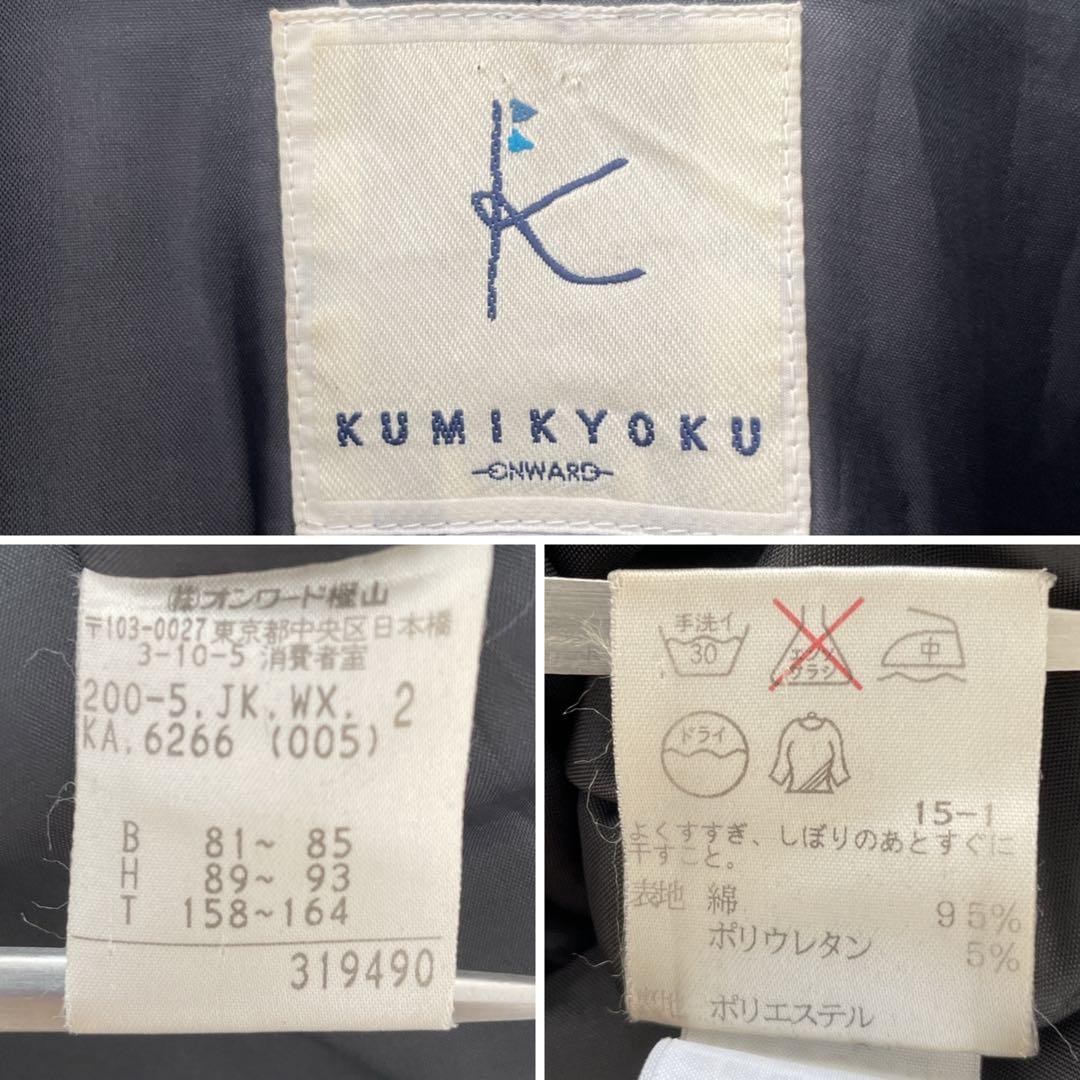 KUMIKYOKU
ONWARD
(株)オンワード樫山
〒103-0027 東京都中央区日本橋
3-10-5 消費者室
200-5.JK.WX. 2
KA.6266 (005)
B 81~ 85
H 89~ 93
T 158~164
319490
手洗イ
30
エンソ
サラシ
中
ドライ
15-1
よくすすぎ、しぼりのあとすぐに
干すこと。
表地 綿 95%
ポリウレタン 5%
裏地 ポリエステル